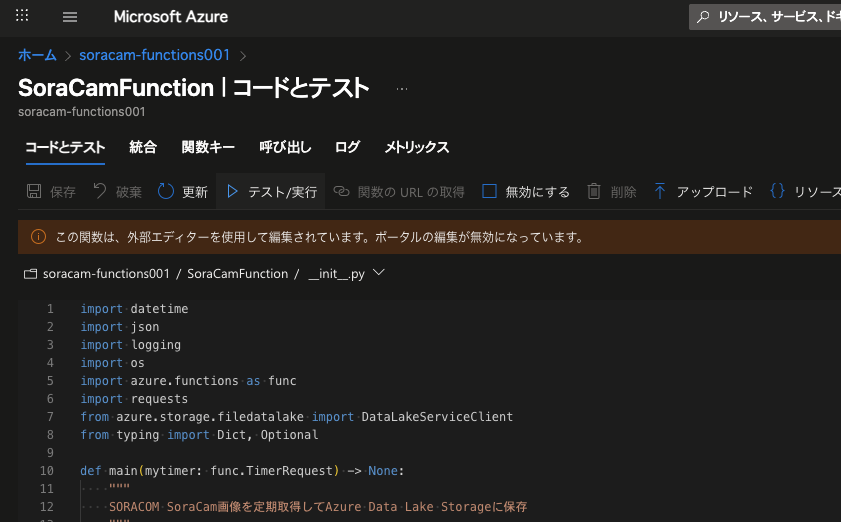 Microsoft Azure
リソース、サービス、ドキ
ホーム > soracam-functions001 >
SoraCamFunction | コードとテスト ...
soracam-functions001
コードとテスト 統合 関数キー 呼び出し ログ メトリックス
保存 破棄 更新 テスト/実行 関数の URL の取得 無効にする 削除 アップロード リソース
この関数は、外部エディターを使用して編集されています。ポータルの編集が無効になっています。
soracam-functions001 / SoraCamFunction / __init__.py
1 import datetime
2 import json
3 import logging
4 import os
5 import azure.functions as func
6 import requests
7 from azure.storage.filedatalake import DataLakeServiceClient
8 from typing import Dict, Optional
9
10 def main(mytimer: func.TimerRequest) -> None:
11 """
12 SORACOM SoraCam画像を定期取得してAzure Data Lake Storageに保存
13 """